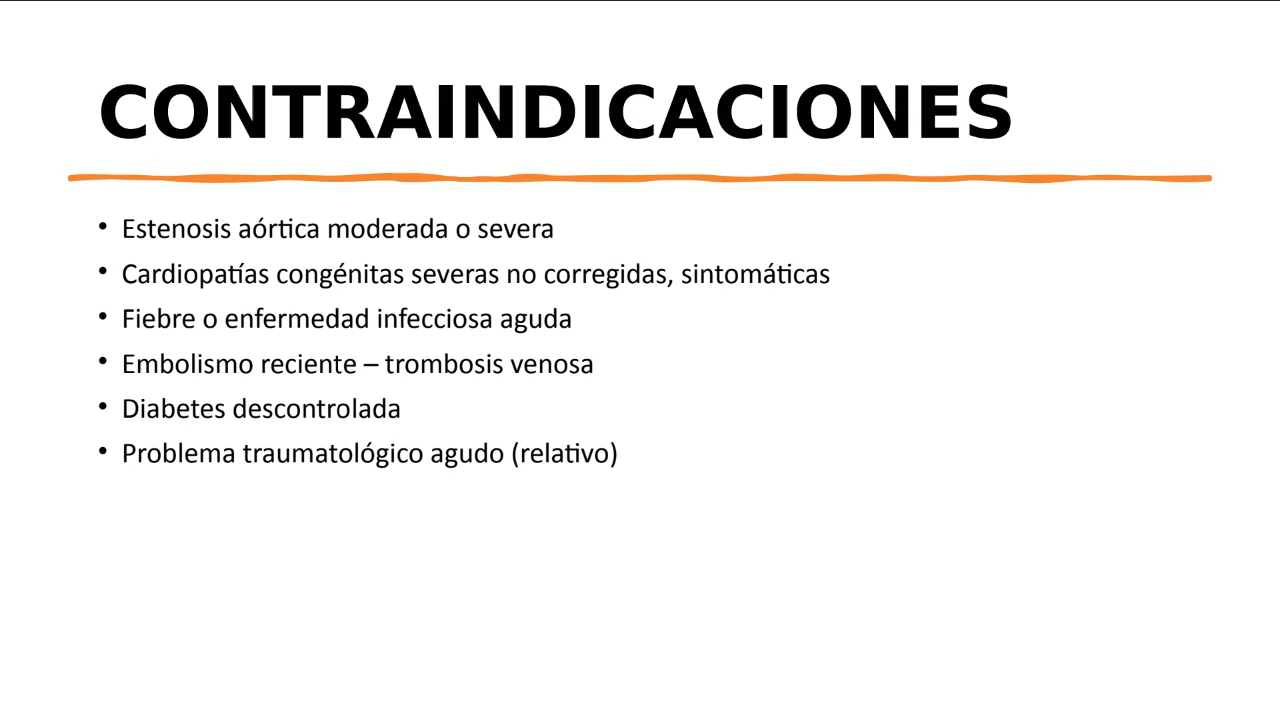 CONTRAINDICACIONES
• Estenosis aórtica moderada o severa
• Cardiopatías congénitas severas no corregidas, sintomáticas
• Fiebre o enfermedad infecciosa aguda
• Embolismo reciente – trombosis venosa
• Diabetes descontrolada
• Problema traumatológico agudo (relativo)